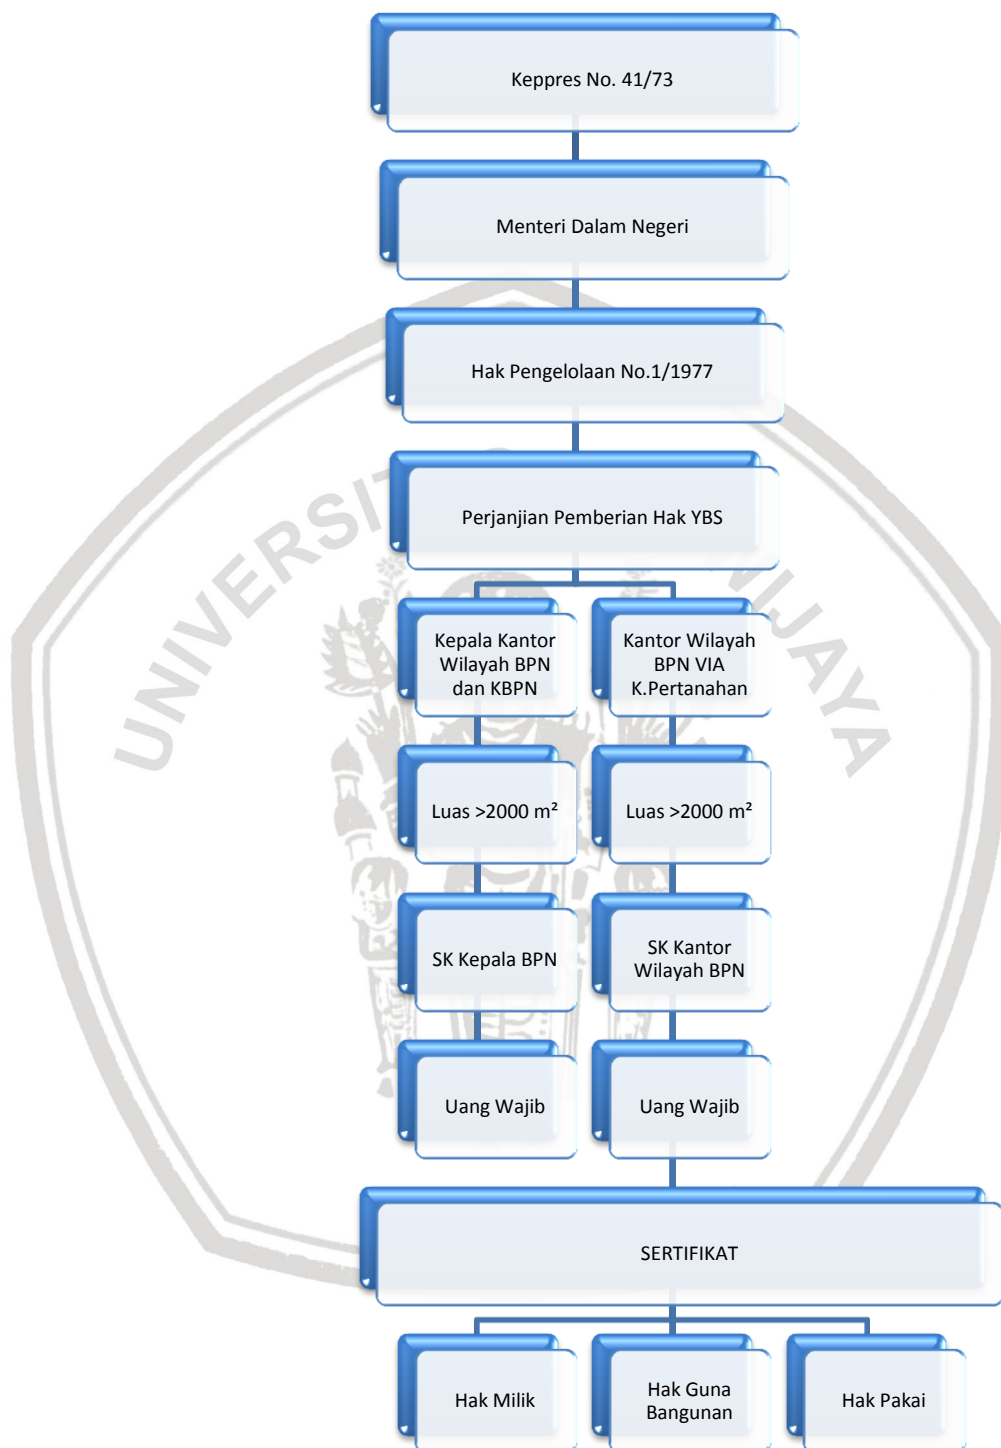 Keppres No. 41/73
Menteri Dalam Negeri
Hak Pengelolaan No.1/1977
Perjanjian Pemberian Hak YBS
Kepala Kantor
Wilayah BPN
dan KBPN
Kantor Wilayah
BPN VIA
K.Pertanahan
Luas >2000 m²
Luas >2000 m²
SK Kepala BPN
SK Kantor
Wilayah BPN
Uang Wajib
Uang Wajib
SERTIFIKAT
Hak Milik
Hak Guna
Bangunan
Hak Pakai